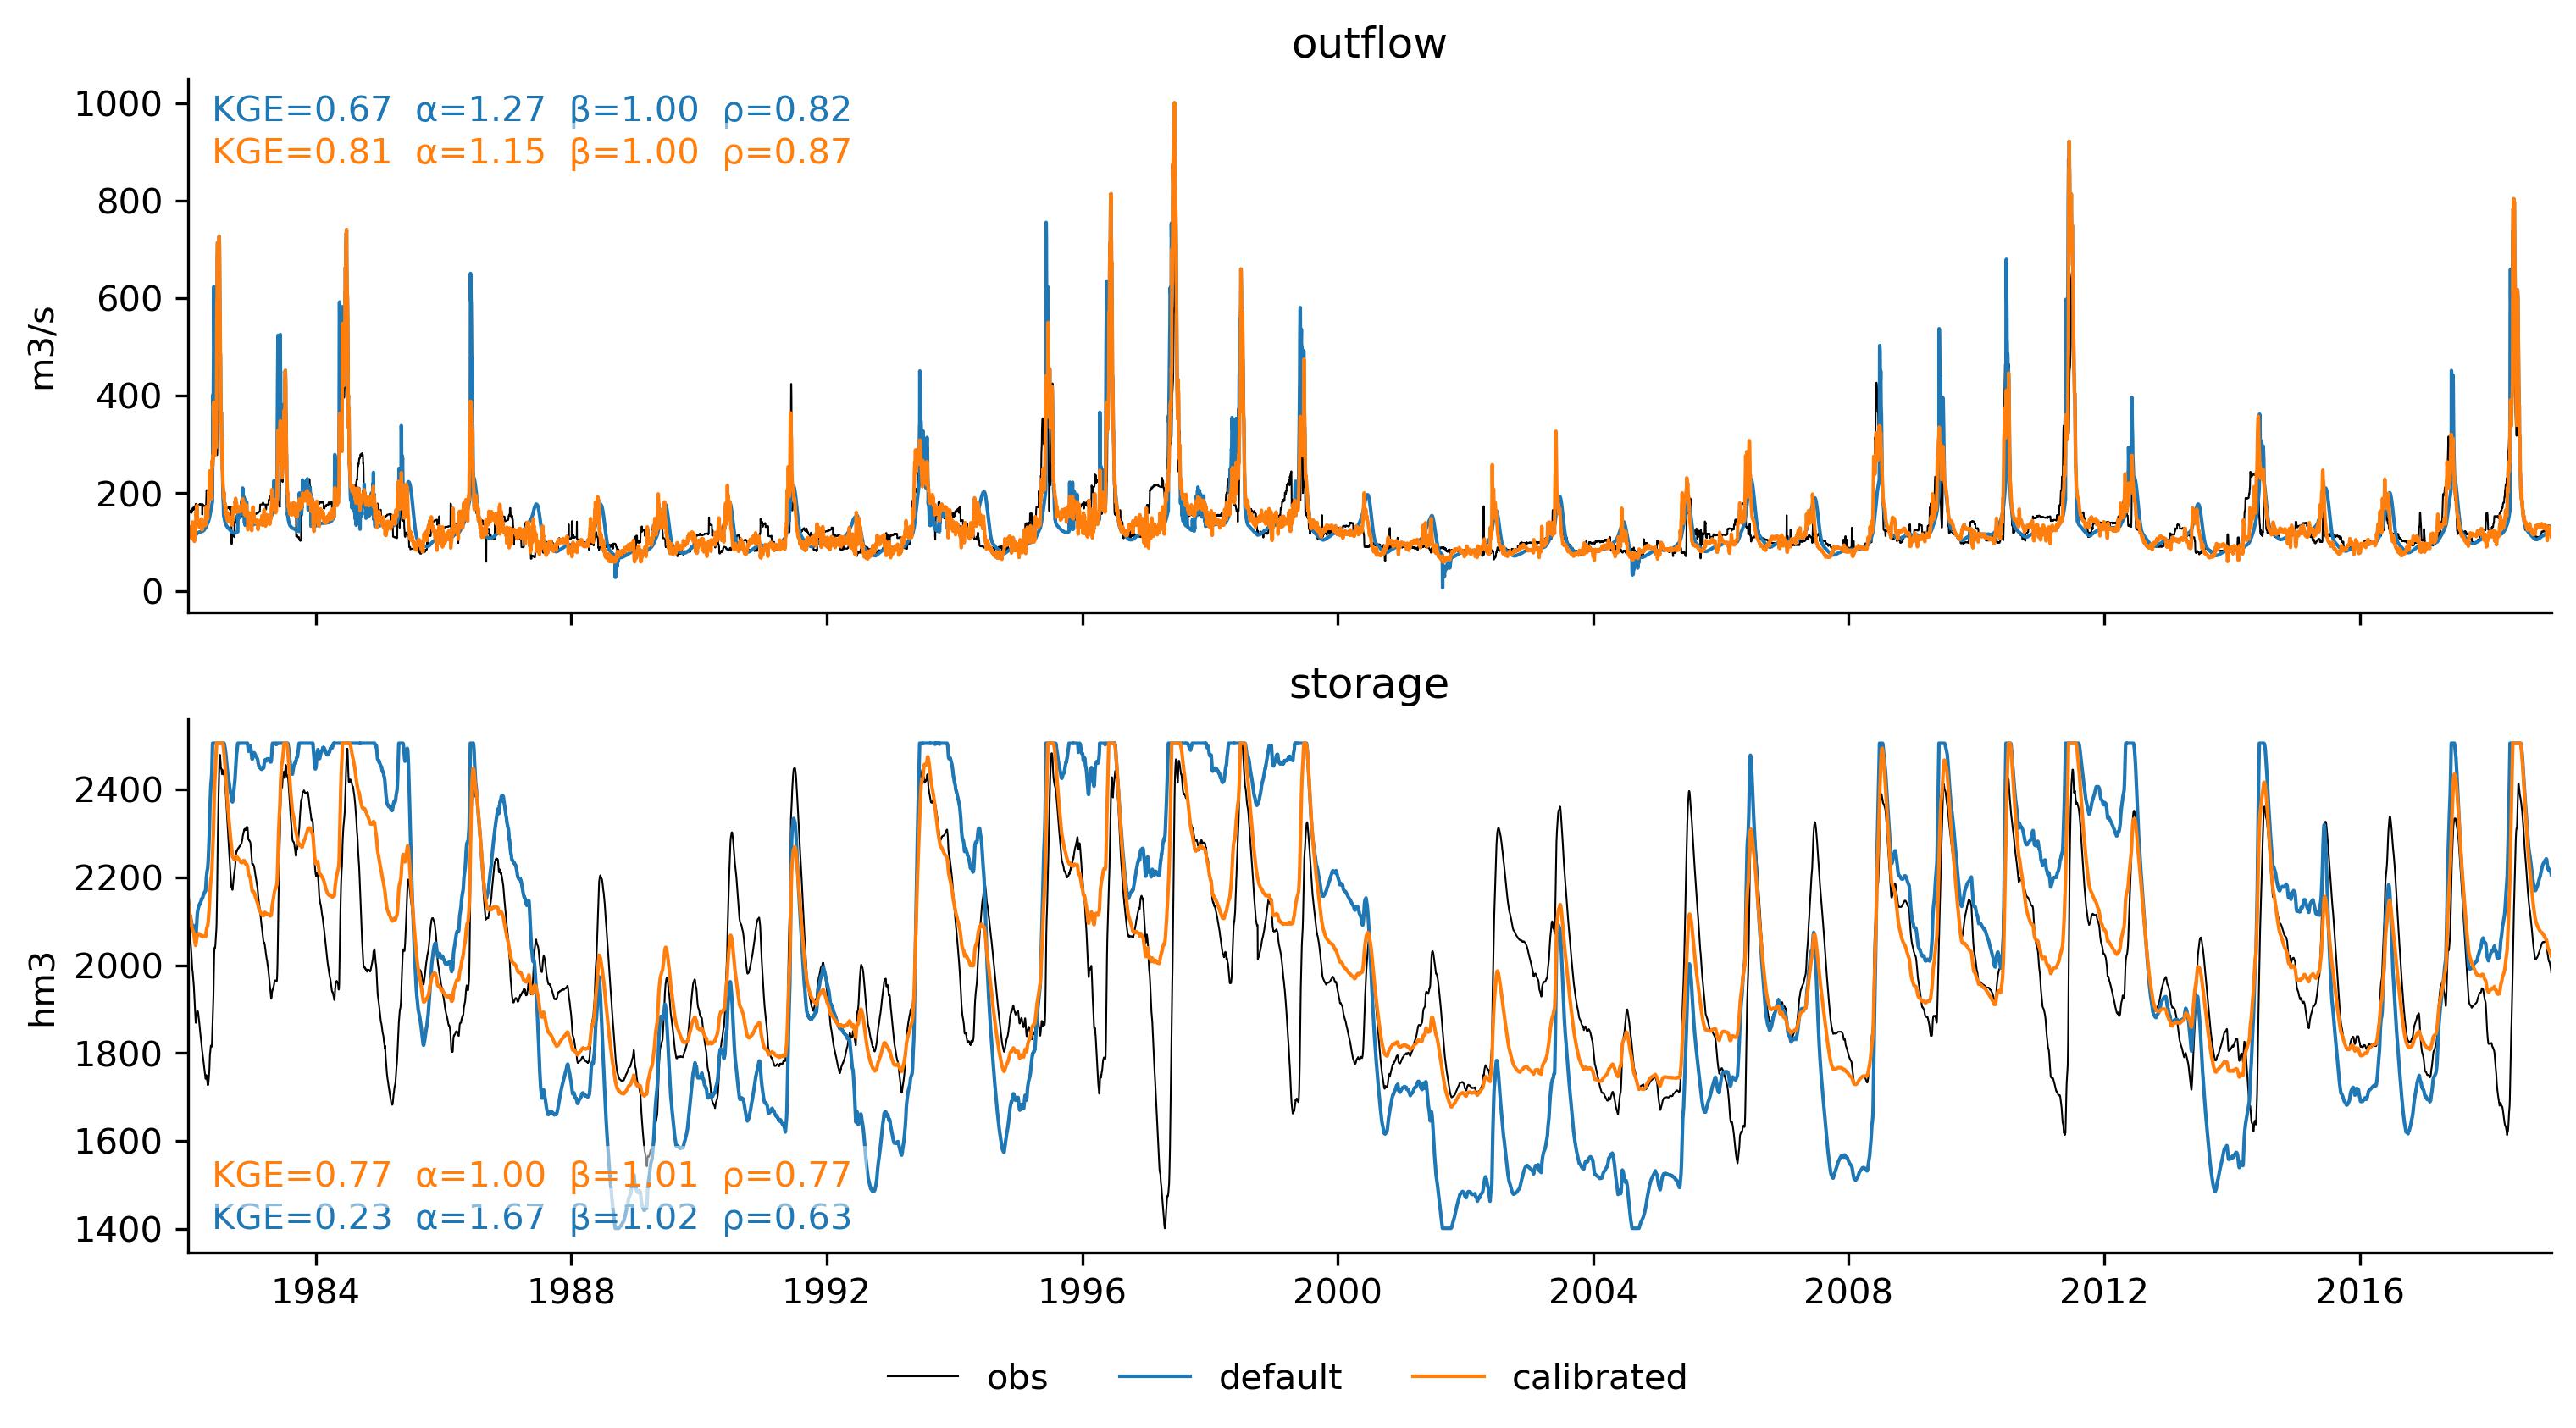 outflow
1000
800
600
400
200
0
m3/s
KGE=0.67 α=1.27 β=1.00 ρ=0.82
KGE=0.81 α=1.15 β=1.00 ρ=0.87
storage
2400
2200
2000
1800
1600
1400
hm3
KGE=0.77 α=1.00 β=1.01 ρ=0.77
KGE=0.23 α=1.67 β=1.02 ρ=0.63
1984 1988 1992 1996 2000 2004 2008 2012 2016
obs default calibrated